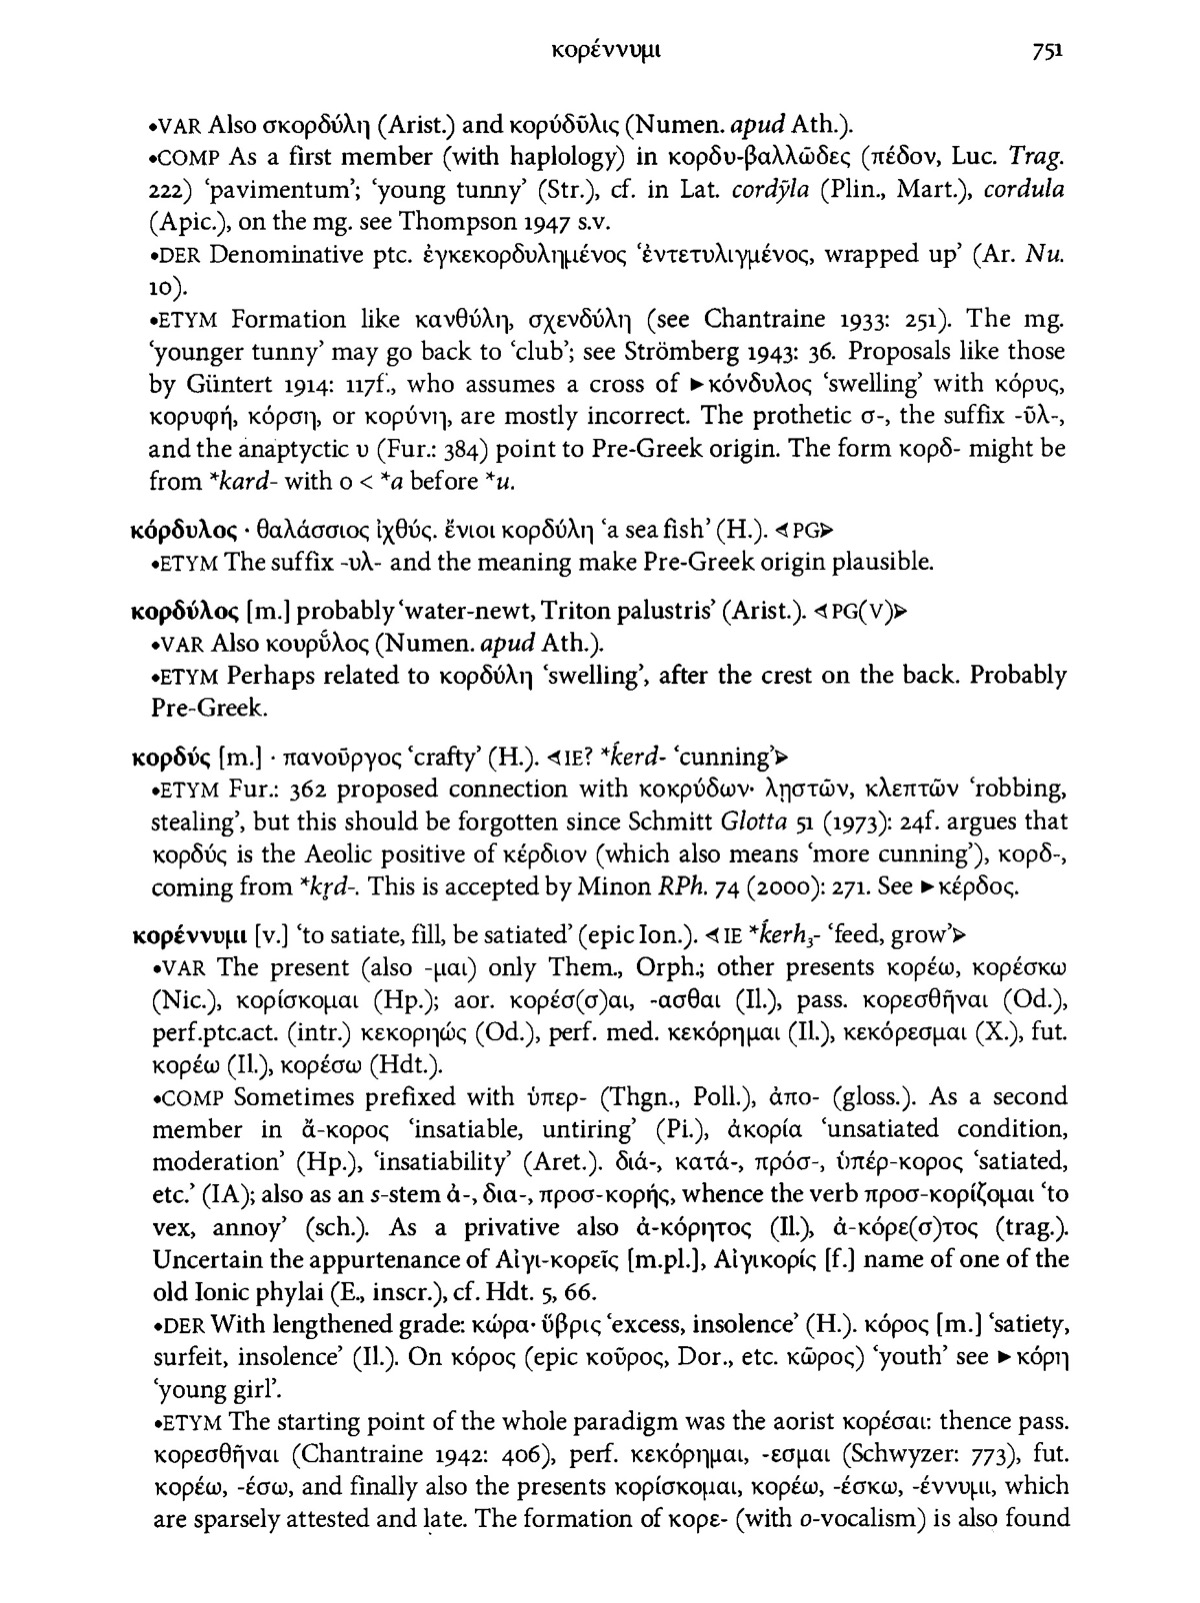 κορέννυμι 751
•VAR Also σκορδύλη (Arist.) and κορύδῡλις (Numen. apud Ath.).
•COMP As a first member (with haplology) in κορδυ-βαλλῶδες (πέδον, Luc. Trag.
222) ‘pavimentum’; ‘young tunny’ (Str.), cf. in Lat. cordȳla (Plin., Mart.), cordula
(Apic.), on the mg. see Thompson 1947 s.v.
•DER Denominative ptc. ἐγκεκορδυλημένος ‘ἐντετυλιγμένος, wrapped up’ (Ar. Nu.
10).
•ETYM Formation like κανθύλη, σχενδύλη (see Chantraine 1933: 251). The mg.
‘younger tunny’ may go back to ‘club’; see Strömberg 1943: 36. Proposals like those
by Güntert 1914: 117f., who assumes a cross of ►κόνδυλος ‘swelling’ with κόρυς,
κορυφή, κόρση, or κορύνη, are mostly incorrect. The prothetic σ-, the suffix -ῡλ-,
and the anaptyctic υ (Fur.: 384) point to Pre-Greek origin. The form κορδ- might be
from *kard- with o < *a before *u.
κόρδυλος · θαλάσσιος ἰχθύς. ἔνιοι κορδύλη ‘a sea fish’ (H.). ◄PG►
•ETYM The suffix -υλ- and the meaning make Pre-Greek origin plausible.
κορδύλος [m.] probably ‘water-newt, Triton palustris’ (Arist.). ◄PG(V)►
•VAR Also κουρῡ́λος (Numen. apud Ath.).
•ETYM Perhaps related to κορδύλη ‘swelling’, after the crest on the back. Probably
Pre-Greek.
κορδύς [m.] · πανοῦργος ‘crafty’ (H.). ◄IE? *ḱerd- ‘cunning’►
•ETYM Fur.: 362 proposed connection with κοκρύδων· λῃστῶν, κλεπτῶν ‘robbing,
stealing’, but this should be forgotten since Schmitt Glotta 51 (1973): 24f. argues that
κορδύς is the Aeolic positive of κέρδιον (which also means ‘more cunning’), κορδ-,
coming from *kr̥d-. This is accepted by Minon RPh. 74 (2000): 271. See ►κέρδος.
κορέννυμι [v.] ‘to satiate, fill, be satiated’ (epic Ion.). ◄IE *ḱerh₃- ‘feed, grow’►
•VAR The present (also -μαι) only Them., Orph.; other presents κορέω, κορέσκω
(Nic.), κορίσκομαι (Hp.); aor. κορέσ(σ)αι, -ασθαι (Il.), pass. κορεσθῆναι (Od.),
perf.ptc.act. (intr.) κεκορηώς (Od.), perf. med. κεκόρημαι (Il.), κεκόρεσμαι (X.), fut.
κορέω (Il.), κορέσω (Hdt.).
•COMP Sometimes prefixed with ὑπερ- (Thgn., Poll.), ἀπο- (gloss.). As a second
member in ἄ-κορος ‘insatiable, untiring’ (Pi.), ἀκορία ‘unsatiated condition,
moderation’ (Hp.), ‘insatiability’ (Aret.). διά-, κατά-, πρόσ-, ὑπέρ-κορος ‘satiated,
etc.’ (IA); also as an s-stem ἀ-, δια-, προσ-κορής, whence the verb προσ-κορίζομαι ‘to
vex, annoy’ (sch.). As a privative also ἀ-κόρητος (Il.), ἀ-κόρε(σ)τος (trag.).
Uncertain the appurtenance of Αἰγι-κορεῖς [m.pl.], Αἰγικορίς [f.] name of one of the
old Ionic phylai (E., inscr.), cf. Hdt. 5, 66.
•DER With lengthened grade: κώρα· ὕβρις ‘excess, insolence’ (H.). κόρος [m.] ‘satiety,
surfeit, insolence’ (Il.). On κόρος (epic κοῦρος, Dor., etc. κῶρος) ‘youth’ see ►κόρη
‘young girl’.
•ETYM The starting point of the whole paradigm was the aorist κορέσαι: thence pass.
κορεσθῆναι (Chantraine 1942: 406), perf. κεκόρημαι, -εσμαι (Schwyzer: 773), fut.
κορέω, -έσω, and finally also the presents κορίσκομαι, κορέω, -έσκω, -έννυμι, which
are sparsely attested and late. The formation of κορε- (with o-vocalism) is also found